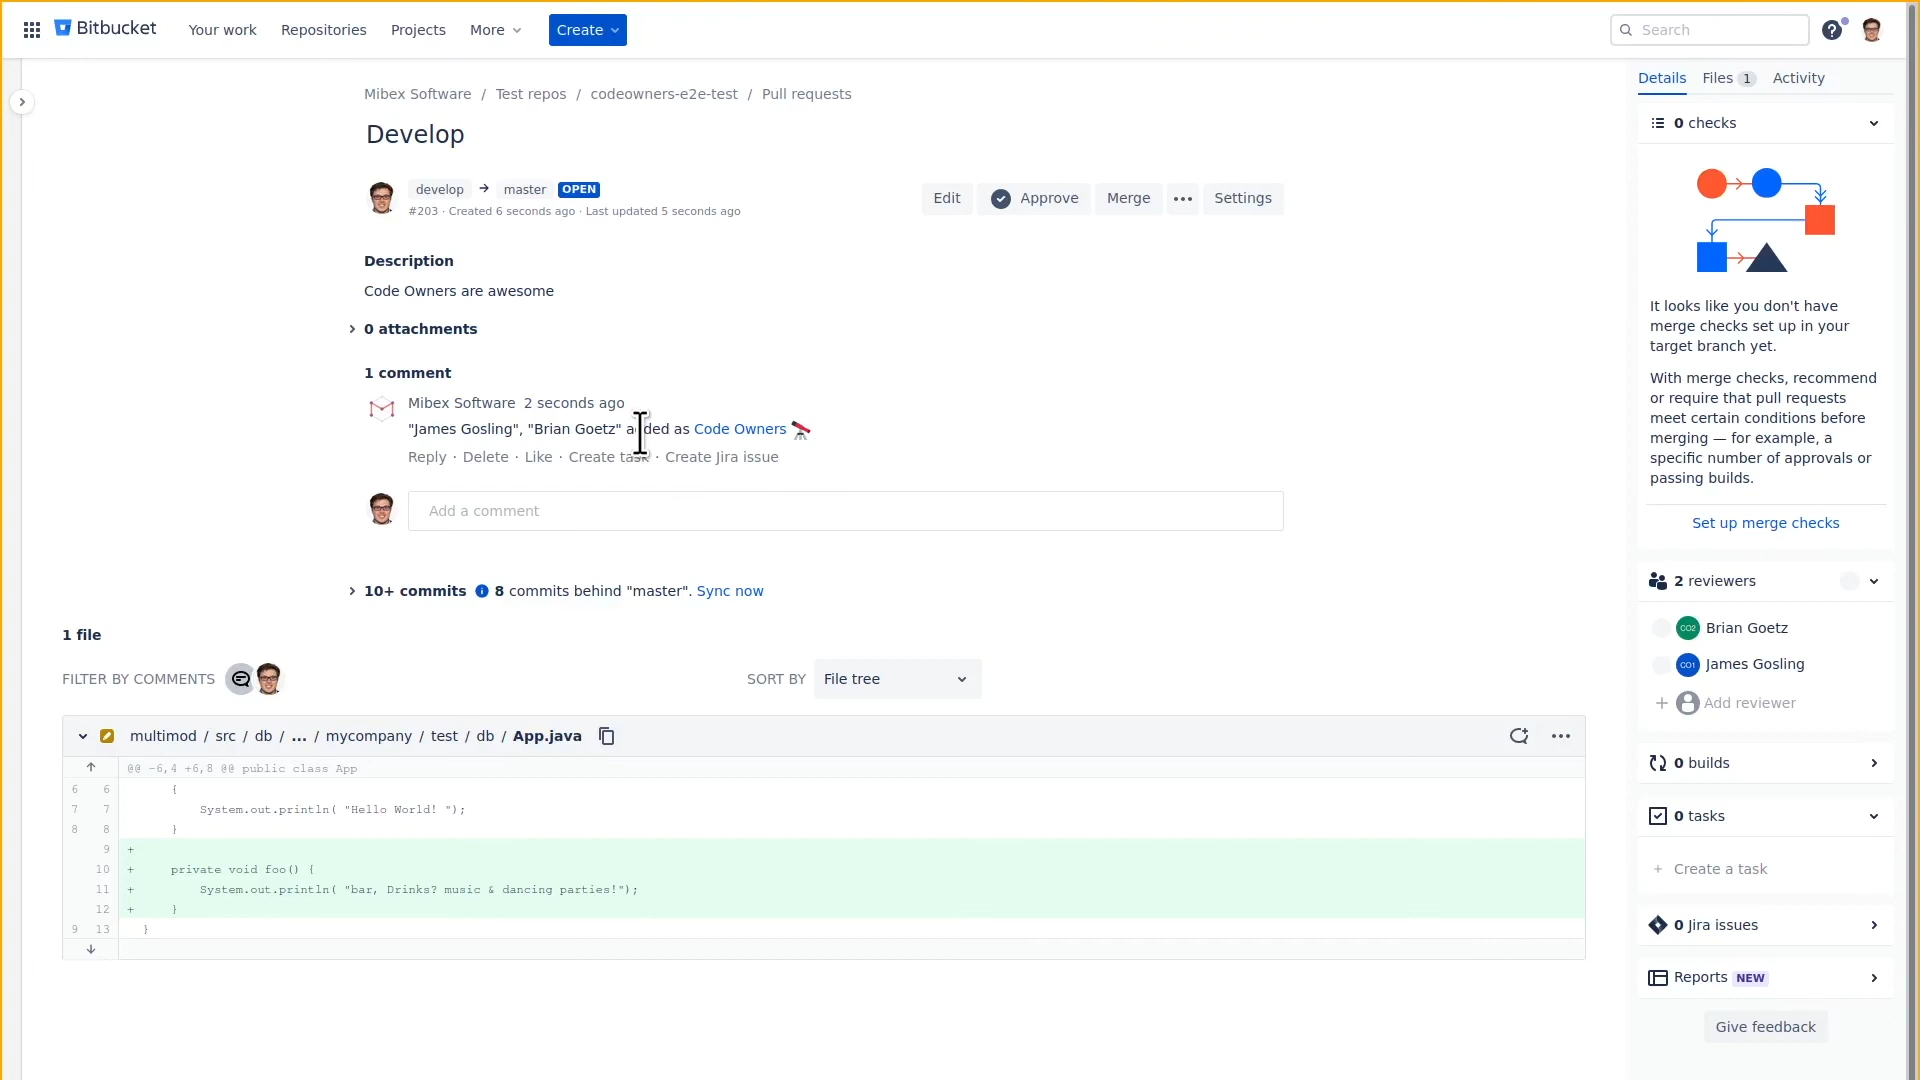 Bitbucket
Your work
Repositories
Projects
More
Create
Search
Mibex Software / Test repos / codeowners-e2e-test / Pull requests
Develop
develop → master OPEN
#203 · Created 6 seconds ago · Last updated 5 seconds ago
Edit
Approve
Merge
Settings
Description
Code Owners are awesome
0 attachments
1 comment
Mibex Software 2 seconds ago
"James Gosling", "Brian Goetz" added as Code Owners
Reply · Delete · Like · Create task · Create Jira issue
Add a comment
10+ commits 8 commits behind "master". Sync now
1 file
FILTER BY COMMENTS
SORT BY File tree
multimod / src / db / ... / mycompany / test / db / App.java
@@ -6,4 +6,8 @@ public class App
6 6 {
7 7 System.out.println( "Hello World! ");
8 8 }
9 +
10 + private void foo() {
11 + System.out.println( "bar, Drinks? music & dancing parties!");
12 + }
9 13 }
Details
Files 1
Activity
0 checks
It looks like you don't have
merge checks set up in your
target branch yet.
With merge checks, recommend
or require that pull requests
meet certain conditions before
merging — for example, a
specific number of approvals or
passing builds.
Set up merge checks
2 reviewers
CO2 Brian Goetz
CO1 James Gosling
+ Add reviewer
0 builds
0 tasks
+ Create a task
0 Jira issues
Reports NEW
Give feedback